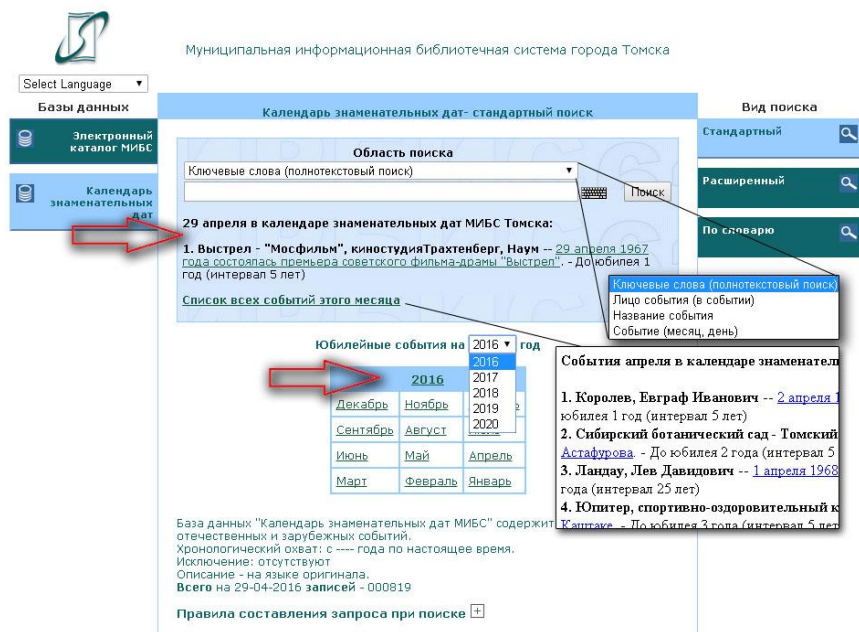 Муниципальная информационная библиотечная система города Томска
Select Language
Базы данных
Электронный
каталог МИБС
Календарь
знаменательных
дат
Календарь знаменательных дат- стандартный поиск
Область поиска
Ключевые слова (полнотекстовый поиск)
Поиск
29 апреля в календаре знаменательных дат МИБС Томска:
1. Выстрел - "Мосфильм", киностудияТрахтенберг, Наум -- 29 апреля 1967
года состоялась премьера советского фильма-драмы "Выстрел". - До юбилея 1
год (интервал 5 лет)
Список всех событий этого месяца
Вид поиска
Стандартный
Расширенный
По словарю
Ключевые слова (полнотекстовый поиск)
Лицо события (в событии)
Название события
Событие (месяц, день)
Юбилейные события на 2016 год
2016
2017
2018
2019
2020
2016
Декабрь Ноябрь
Сентябрь Август
Июнь Май Апрель
Март Февраль Январь
События апреля в календаре
1. Королев, Евграф Иванович -- 2 апреля
юбилея 1 год (интервал 5 лет)
2. Сибирский ботанический сад - Томский
Астафурова. - До юбилея 2 года (интервал 5
3. Ландау, Лев Давидович -- 1 апреля 1968
года (интервал 25 лет)
4. Юпитер, спортивно-оздоровительный к
Каштаке. - До юбилея 3 года (интервал 5 лет
База данных "Календарь знаменательных дат МИБС" содержит
отечественных и зарубежных событий.
Хронологический охват: с ---- года по настоящее время.
Исключение: отсутствуют
Описание - на языке оригинала.
Всего на 29-04-2016 записей - 000819
Правила составления запроса при поиске +